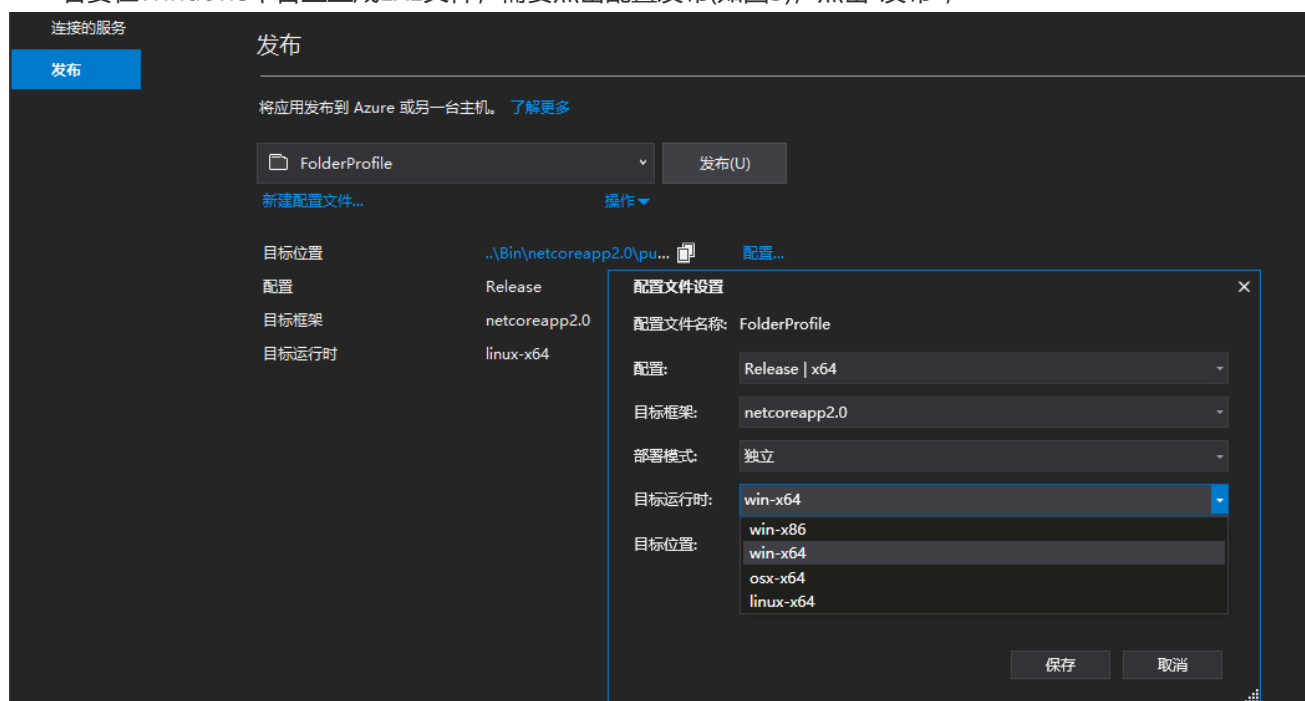 连接的服务
发布
发布
将应用发布到 Azure 或另一台主机。 了解更多
FolderProfile
发布(U)
新建配置文件...
操作
目标位置
..\Bin\netcoreapp2.0\pu...
配置...
配置
Release
目标框架
netcoreapp2.0
目标运行时
linux-x64
配置文件设置
配置文件名称: FolderProfile
配置: Release | x64
目标框架: netcoreapp2.0
部署模式: 独立
目标运行时: win-x64
win-x86
目标位置:
win-x64
osx-x64
linux-x64
保存
取消